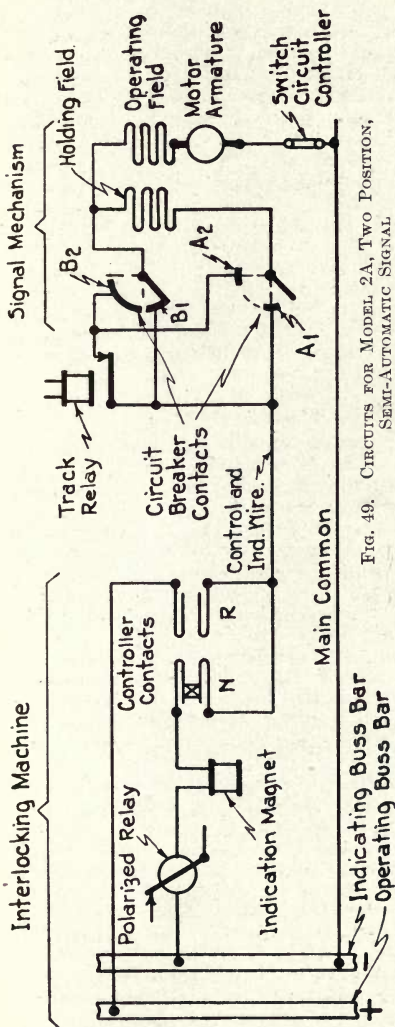 Interlocking Machine
Signal Mechanism
Polarized Relay
Indication Magnet
Controller
Contacts
N
R
Track
Relay
Circuit
Breaker
Contacts
Control and
Ind. Wire.
B2
B1
A2
A1
Holding Field
Operating
Field
Motor
Armature
Switch
Circuit
Controller
Main Common
- Indicating Buss Bar
+ Operating Buss Bar
Fig. 49. Circuits for Model 2A, Two Position,
Semi-Automatic Signal